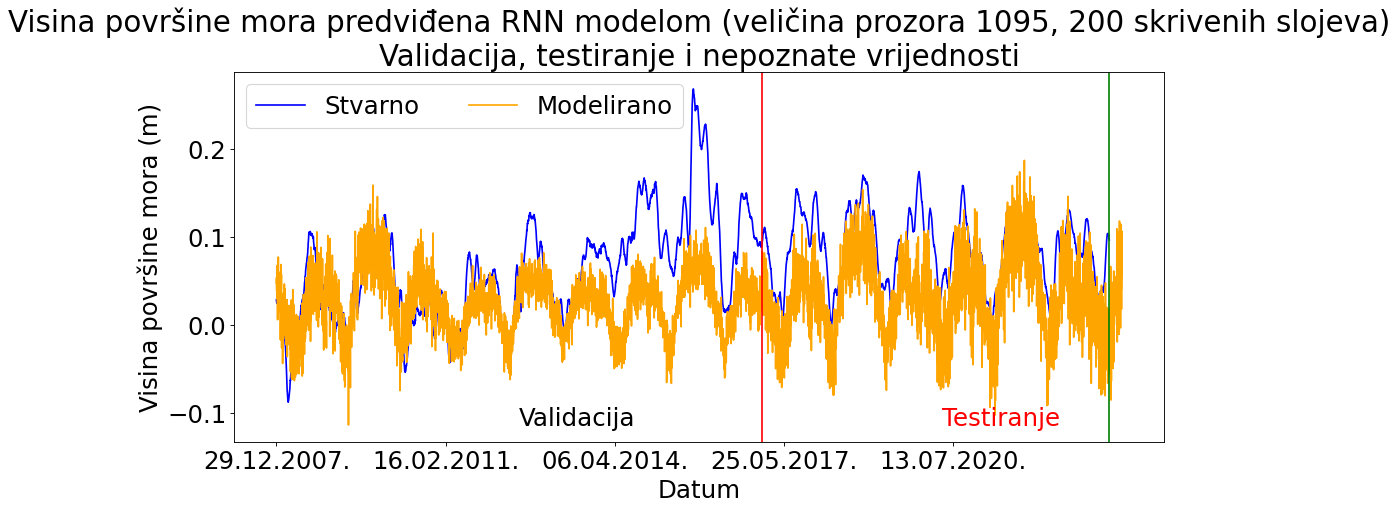 Visina površine mora predviđena RNN modelom (veličina prozora 1095, 200 skrivenih slojeva)
Validacija, testiranje i nepoznate vrijednosti
Stvarno
Modelirano
Visina površine mora (m)
0.2
0.1
0.0
−0.1
Validacija
Testiranje
29.12.2007.
16.02.2011.
06.04.2014.
25.05.2017.
13.07.2020.
Datum